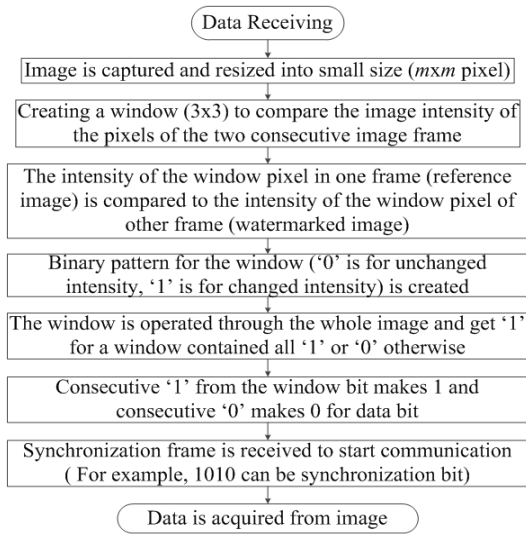 Data Receiving
Image is captured and resized into small size (mxm pixel)
Creating a window (3x3) to compare the image intensity of
the pixels of the two consecutive image frame
The intensity of the window pixel in one frame (reference
image) is compared to the intensity of the window pixel of
other frame (watermarked image)
Binary pattern for the window (‘0’ is for unchanged
intensity, ‘1’ is for changed intensity) is created
The window is operated through the whole image and get ‘1’
for a window contained all ‘1’ or ‘0’ otherwise
Consecutive ‘1’ from the window bit makes 1 and
consecutive ‘0’ makes 0 for data bit
Synchronization frame is received to start communication
( For example, 1010 can be synchronization bit)
Data is acquired from image